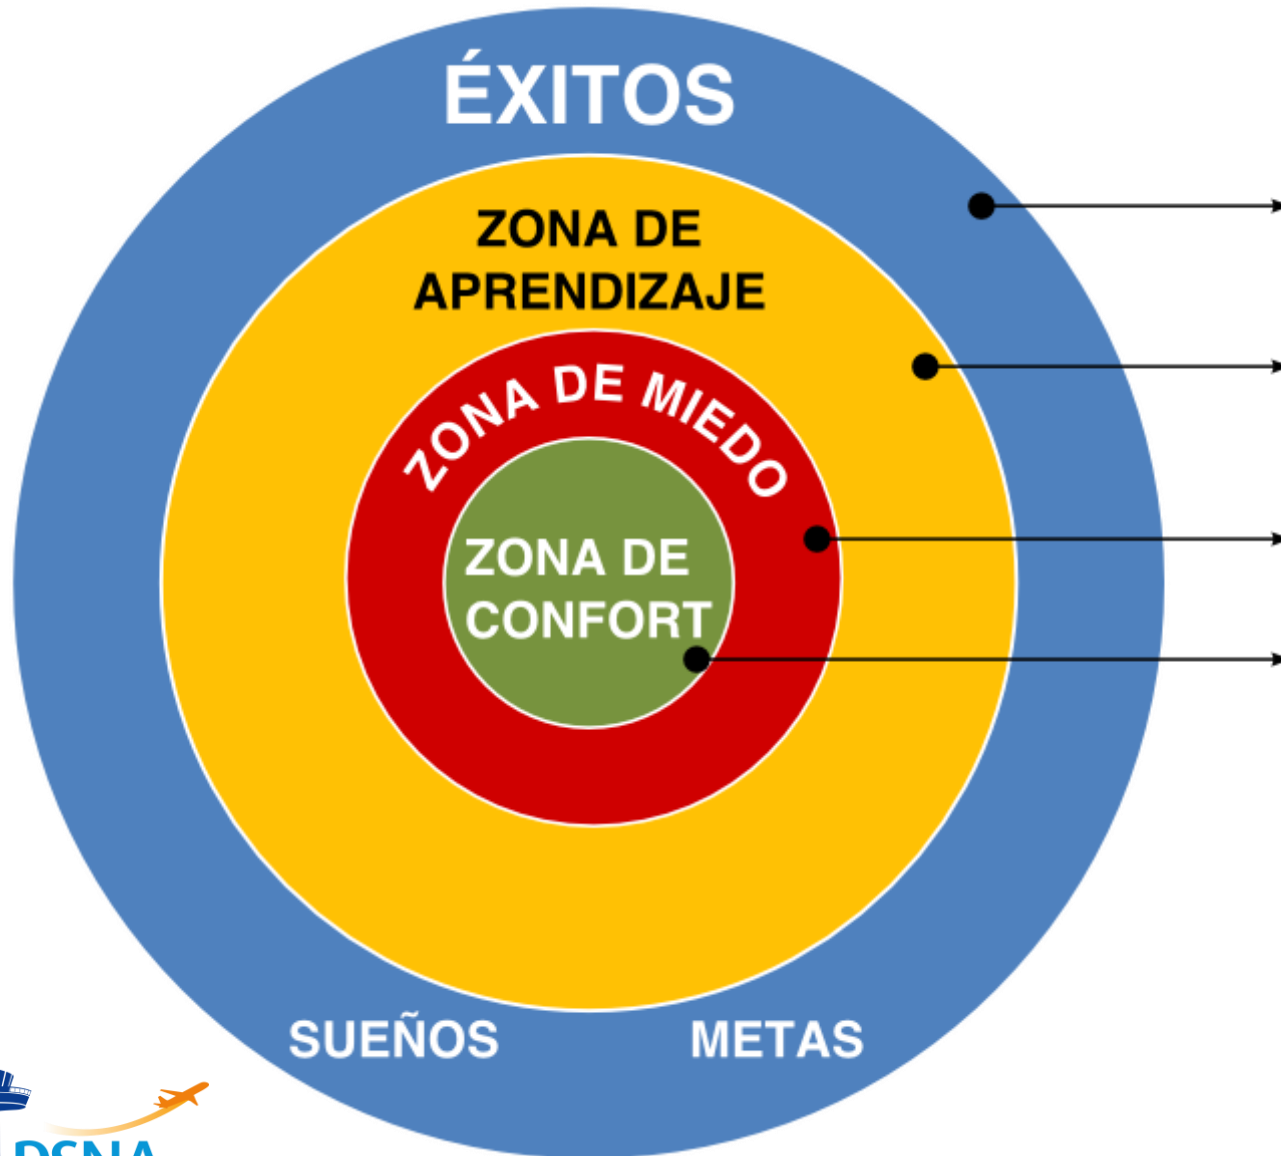 ÉXITOS
ZONA DE
APRENDIZAJE
ZONA DE MIEDO
ZONA DE
CONFORT
SUEÑOS METAS